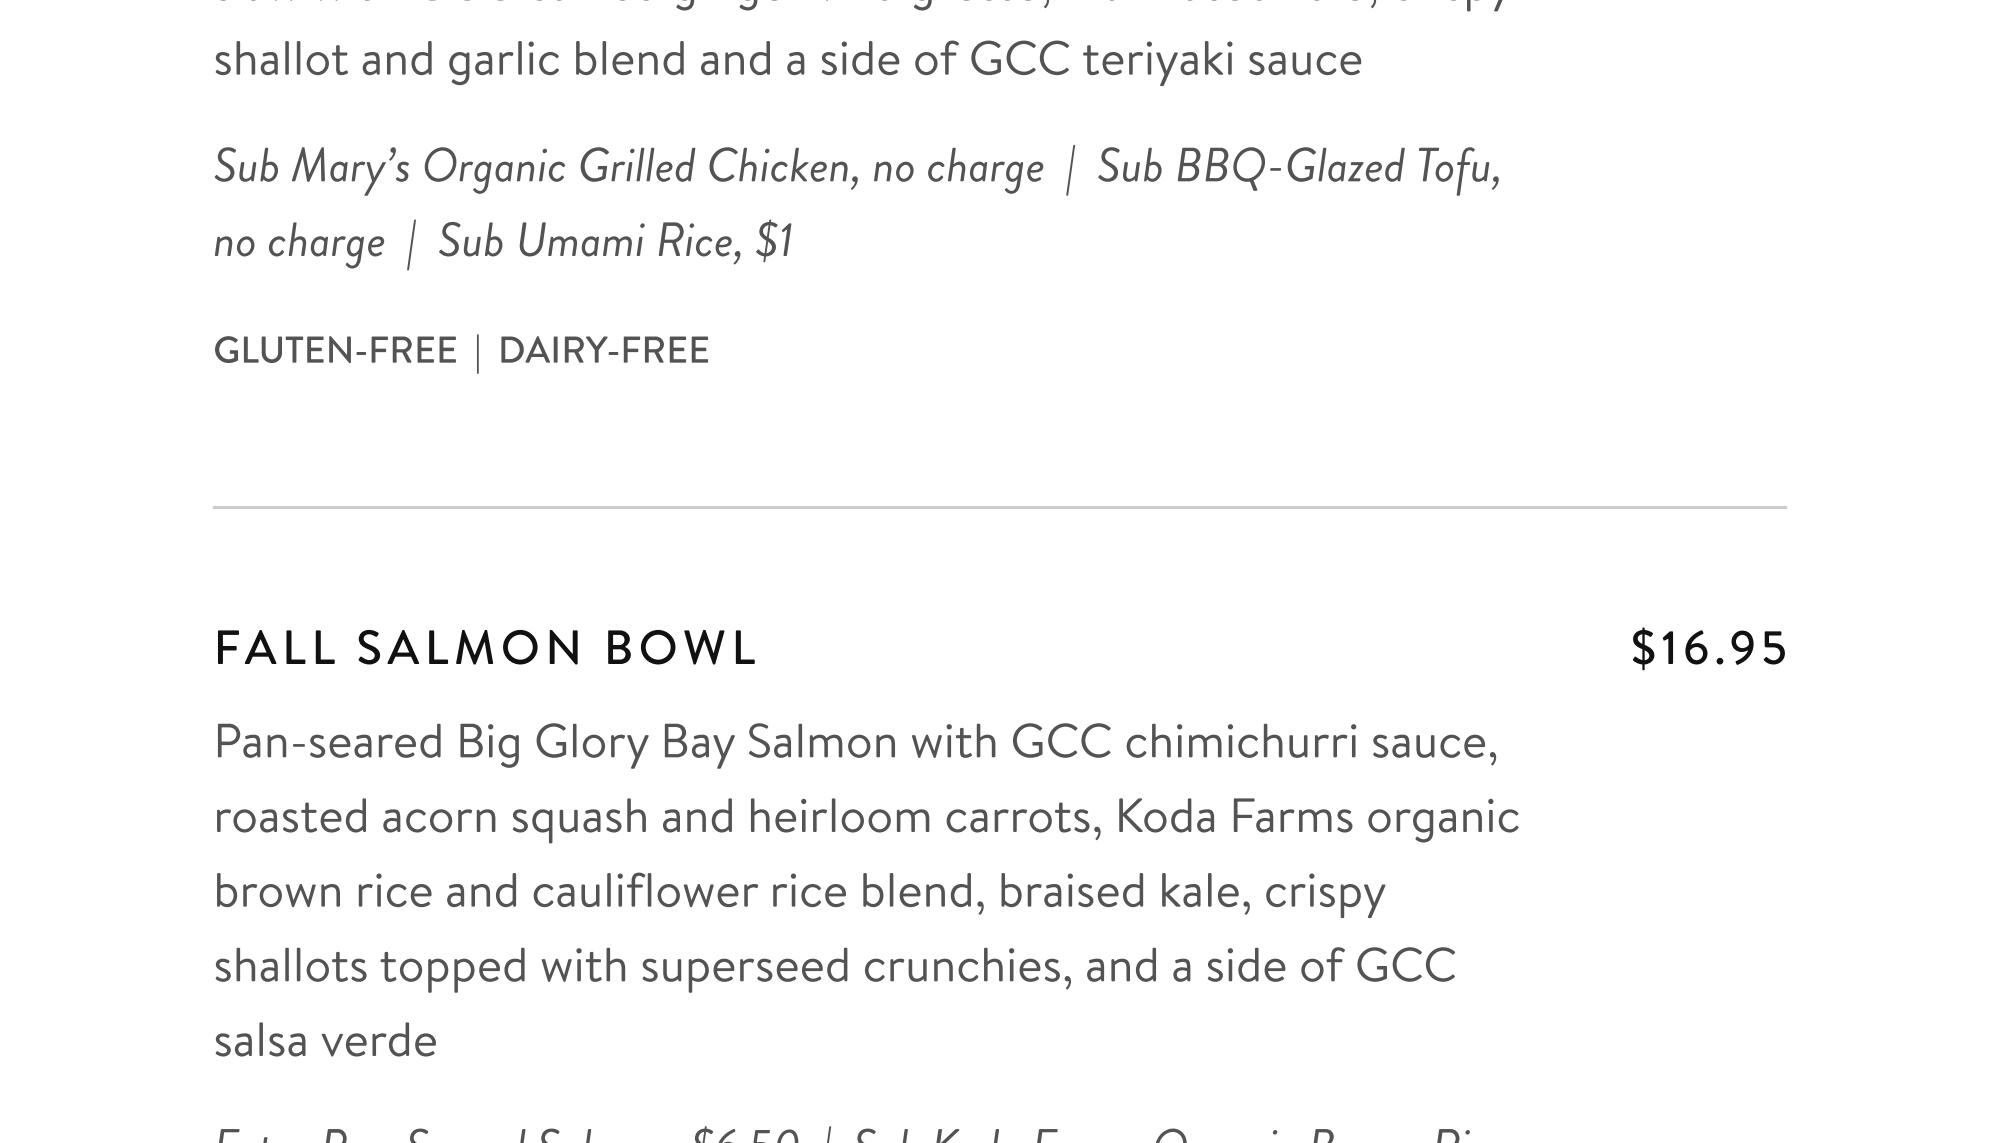 shallot and garlic blend and a side of GCC teriyaki sauce
Sub Mary’s Organic Grilled Chicken, no charge | Sub BBQ-Glazed Tofu,
no charge | Sub Umami Rice, $1
GLUTEN-FREE | DAIRY-FREE
FALL SALMON BOWL $16.95
Pan-seared Big Glory Bay Salmon with GCC chimichurri sauce,
roasted acorn squash and heirloom carrots, Koda Farms organic
brown rice and cauliflower rice blend, braised kale, crispy
shallots topped with superseed crunchies, and a side of GCC
salsa verde